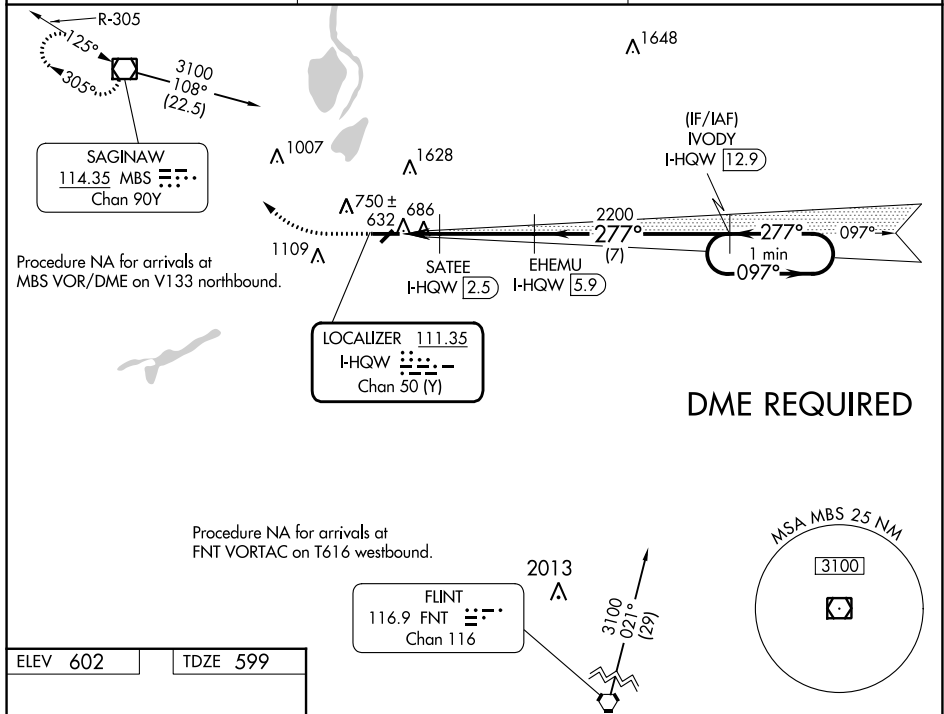 R-305
125°
305°
3100
108°
(22.5)
1648
SAGINAW
114.35 MBS
Chan 90Y
1007
1628
(IF/IAF)
IVODY
I-HQW 12.9
750 ±
632
686
1109
2200
277°
(7)
277°
097°
1 min
097°
SATEE
I-HQW 2.5
EHEMU
I-HQW 5.9
Procedure NA for arrivals at
MBS VOR/DME on V133 northbound.
LOCALIZER 111.35
I-HQW
Chan 50 (Y)
DME REQUIRED
Procedure NA for arrivals at
FNT VORTAC on T616 westbound.
2013
FLINT
116.9 FNT
Chan 116
3100
021°
(29)
MSA MBS 25 NM
3100
ELEV 602
TDZE 599